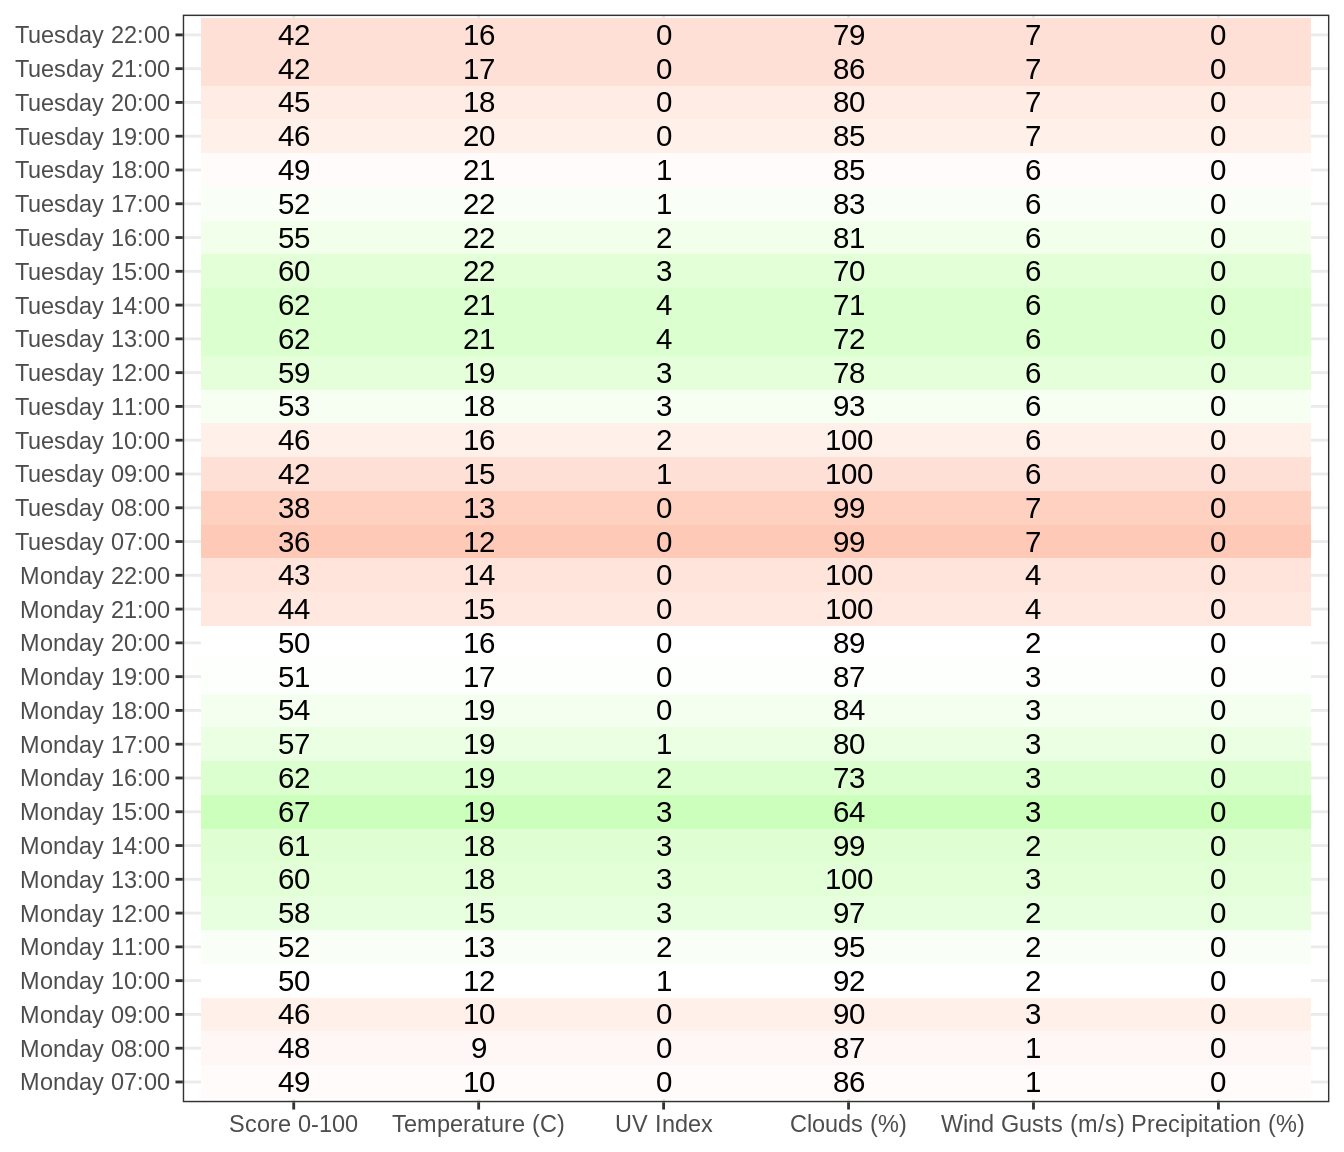 Tuesday 22:00 42 16 0 79 7 0
Tuesday 21:00 42 17 0 86 7 0
Tuesday 20:00 45 18 0 80 7 0
Tuesday 19:00 46 20 0 85 7 0
Tuesday 18:00 49 21 1 85 6 0
Tuesday 17:00 52 22 1 83 6 0
Tuesday 16:00 55 22 2 81 6 0
Tuesday 15:00 60 22 3 70 6 0
Tuesday 14:00 62 21 4 71 6 0
Tuesday 13:00 62 21 4 72 6 0
Tuesday 12:00 59 19 3 78 6 0
Tuesday 11:00 53 18 3 93 6 0
Tuesday 10:00 46 16 2 100 6 0
Tuesday 09:00 42 15 1 100 6 0
Tuesday 08:00 38 13 0 99 7 0
Tuesday 07:00 36 12 0 99 7 0
Monday 22:00 43 14 0 100 4 0
Monday 21:00 44 15 0 100 4 0
Monday 20:00 50 16 0 89 2 0
Monday 19:00 51 17 0 87 3 0
Monday 18:00 54 19 0 84 3 0
Monday 17:00 57 19 1 80 3 0
Monday 16:00 62 19 2 73 3 0
Monday 15:00 67 19 3 64 3 0
Monday 14:00 61 18 3 99 2 0
Monday 13:00 60 18 3 100 3 0
Monday 12:00 58 15 3 97 2 0
Monday 11:00 52 13 2 95 2 0
Monday 10:00 50 12 1 92 2 0
Monday 09:00 46 10 0 90 3 0
Monday 08:00 48 9 0 87 1 0
Monday 07:00 49 10 0 86 1 0
Score 0-100 Temperature (C) UV Index Clouds (%) Wind Gusts (m/s) Precipitation (%)